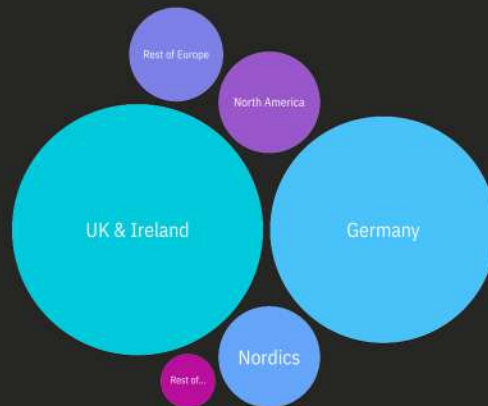 Rest of Europe
North America
UK & Ireland
Germany
Nordics
Rest of...